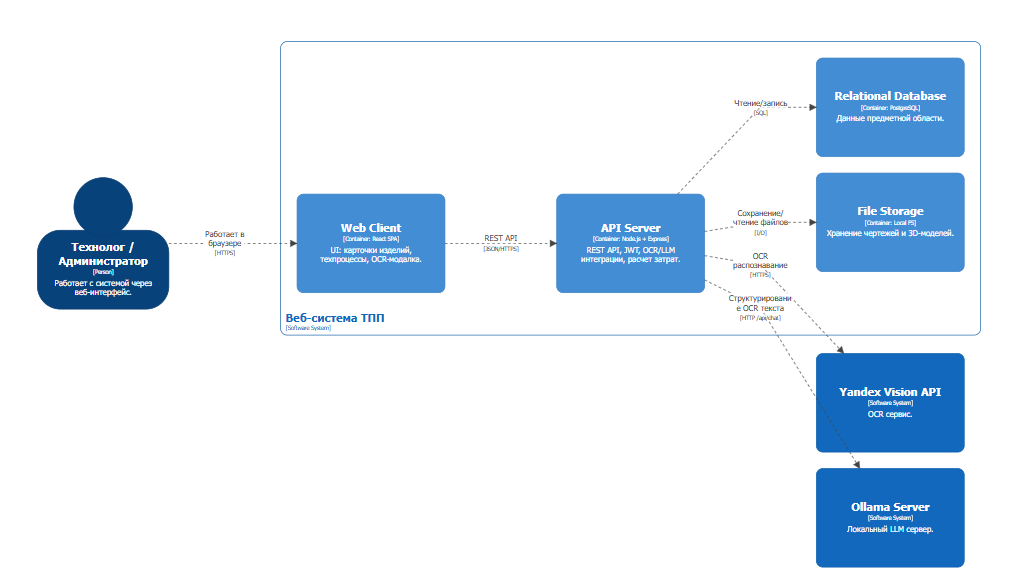 Технолог /
Администратор
[Person]
Работает с системой через
веб-интерфейс.
Работает в
браузере
[HTTPS]
Web Client
[Container: React SPA]
UI: карточки изделий,
техпроцессы, OCR-модалка.
REST API
[JSON/HTTPS]
API Server
[Container: Node.js + Express]
REST API, JWT, OCR/LLM
интеграции, расчет затрат.
Чтение/запись
[SQL]
Сохранение/
чтение файлов
[I/O]
OCR
распознавание
[HTTPS]
Структурировани
е OCR текста
[HTTP /api/chat]
Relational Database
[Container: PostgreSQL]
Данные предметной области.
File Storage
[Container: Local FS]
Хранение чертежей и 3D-моделей.
Веб-система ТПП
[Software System]
Yandex Vision API
[Software System]
OCR сервис.
Ollama Server
[Software System]
Локальный LLM сервер.